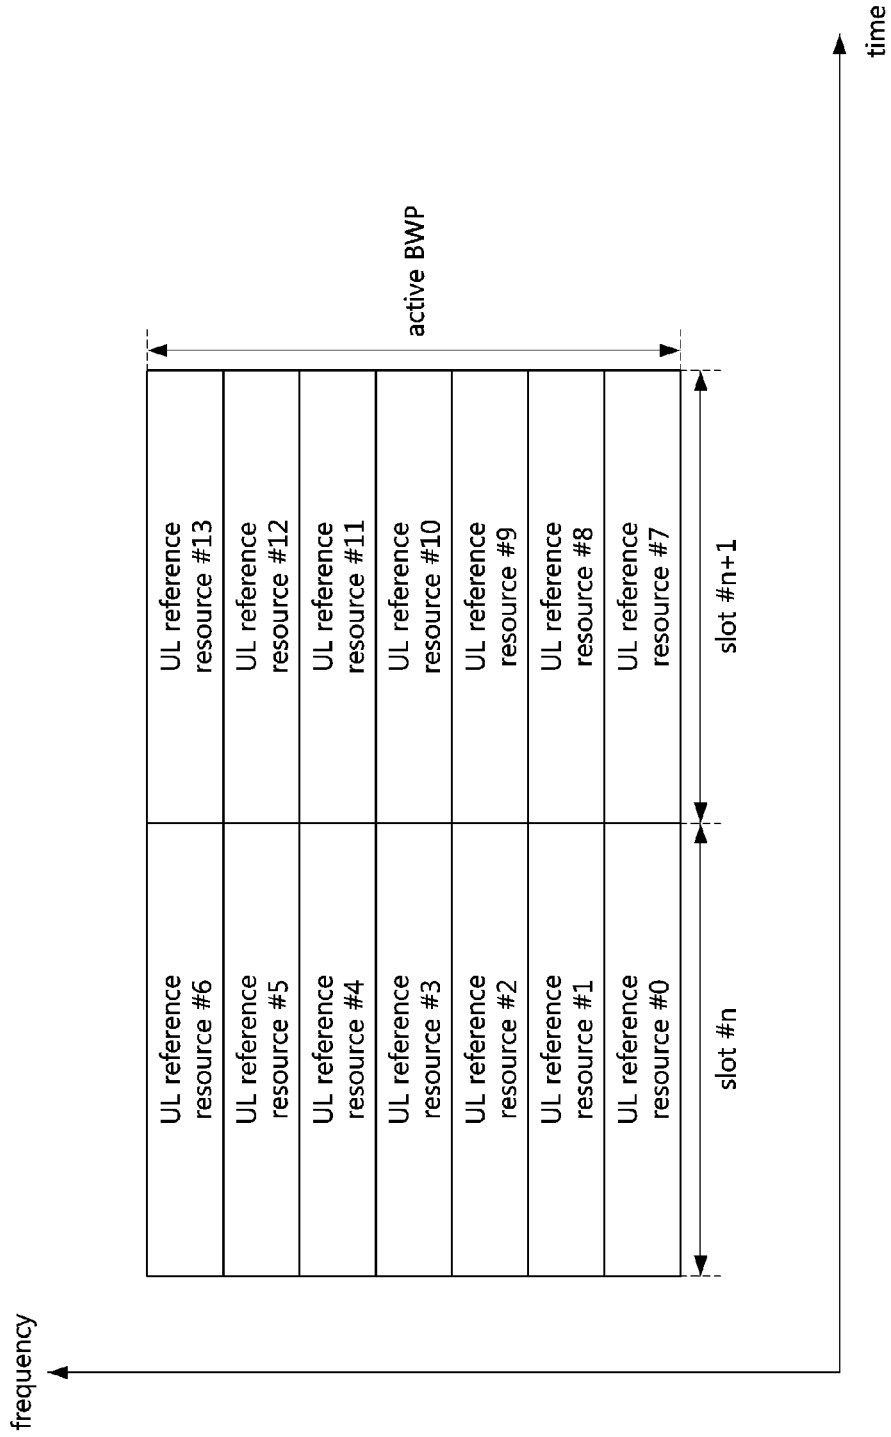 frequency
UL reference
resource #6
UL reference
resource #13
UL reference
resource #5
UL reference
resource #12
UL reference
resource #4
UL reference
resource #11
UL reference
resource #3
UL reference
resource #10
UL reference
resource #2
UL reference
resource #9
UL reference
resource #1
UL reference
resource #8
UL reference
resource #0
UL reference
resource #7
active BWP
slot #n
slot #n+1
time